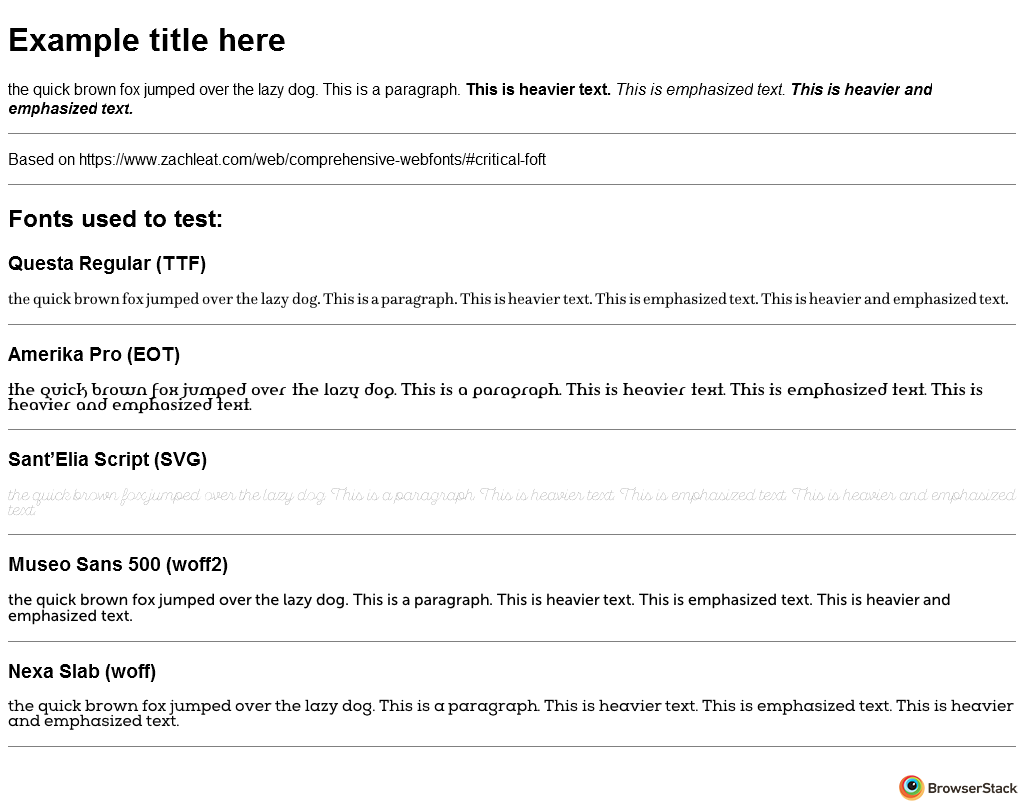 Example title here
the quick brown fox jumped over the lazy dog. This is a paragraph. This is heavier text. This is emphasized text. This is heavier and
emphasized text.
Based on https://www.zachleat.com/web/comprehensive-webfonts/#critical-foft
Fonts used to test:
Questa Regular (TTF)
the quick brown fox jumped over the lazy dog. This is a paragraph. This is heavier text. This is emphasized text. This is heavier and emphasized text.
Amerika Pro (EOT)
the quick brown fox jumped over the lazy dog. This is a paragraph. This is heavier text. This is emphasized text. This is
heavier and emphasized text.
Sant’Elia Script (SVG)
the quick brown fox jumped over the lazy dog. This is a paragraph. This is heavier text. This is emphasized text. This is heavier and emphasized
text.
Museo Sans 500 (woff2)
the quick brown fox jumped over the lazy dog. This is a paragraph. This is heavier text. This is emphasized text. This is heavier and
emphasized text.
Nexa Slab (woff)
the quick brown fox jumped over the lazy dog. This is a paragraph. This is heavier text. This is emphasized text. This is heavier
and emphasized text.
BrowserStack